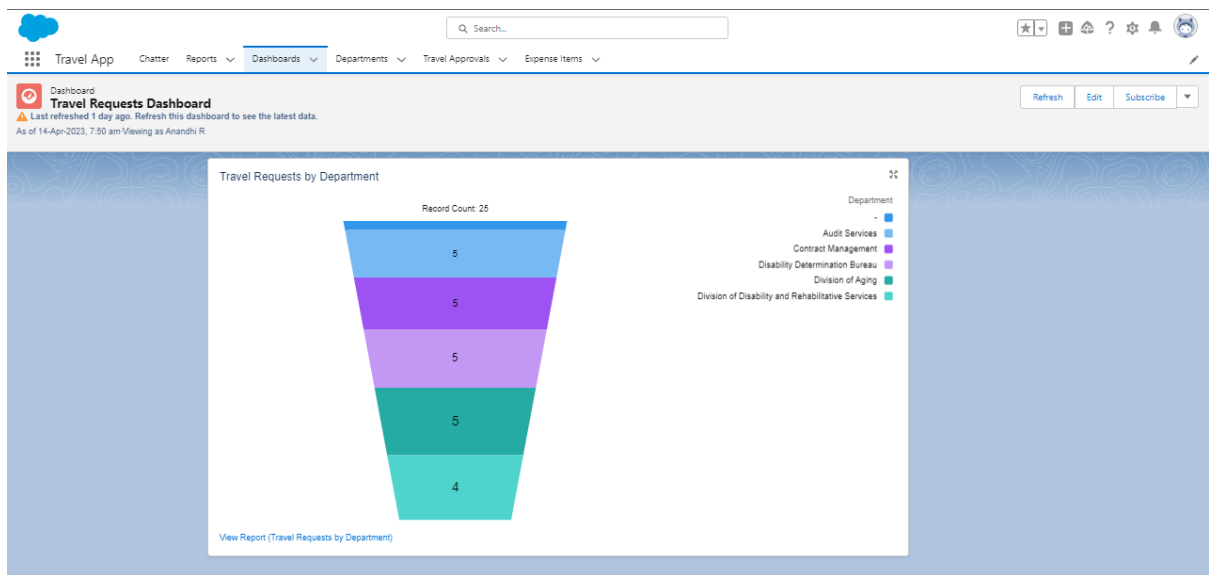 Search...
Travel App Chatter Reports Dashboards Departments Travel Approvals Expense Items
Dashboard
Travel Requests Dashboard
Last refreshed 1 day ago. Refresh this dashboard to see the latest data.
As of 14-Apr-2023, 7:50 am·Viewing as Anandhi R
Refresh Edit Subscribe
Travel Requests by Department
Record Count: 25
5
5
5
5
4
Department
-
Audit Services
Contract Management
Disability Determination Bureau
Division of Aging
Division of Disability and Rehabilitative Services
View Report (Travel Requests by Department)